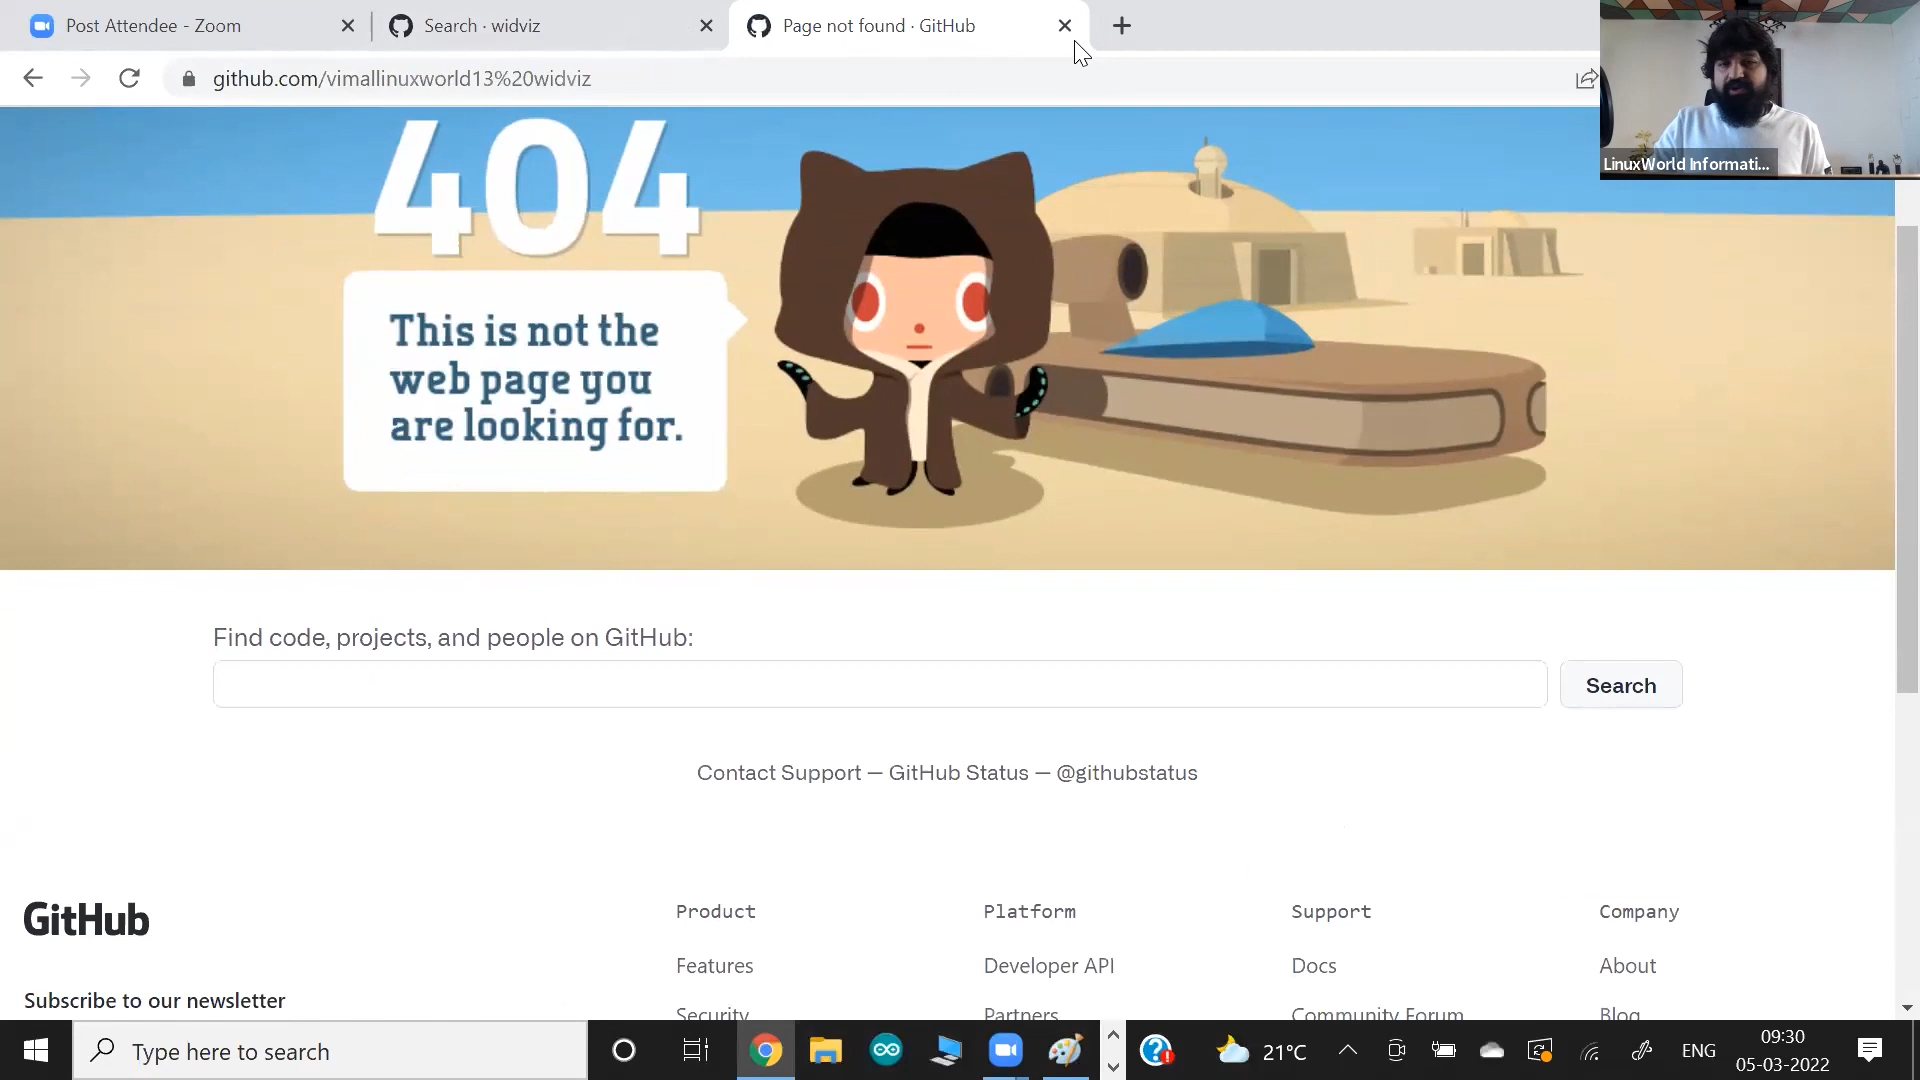 Post Attendee - Zoom
Search · widviz
Page not found · GitHub
github.com/vimallinuxworld13%20widviz
LinuxWorld Informati...
404
This is not the
web page you
are looking for.
Find code, projects, and people on GitHub:
Search
Contact Support — GitHub Status — @githubstatus
GitHub
Subscribe to our newsletter
Product
Features
Security
Platform
Developer API
Partners
Support
Docs
Community Forum
Company
About
Blog
Type here to search
21°C
ENG
09:30
05-03-2022